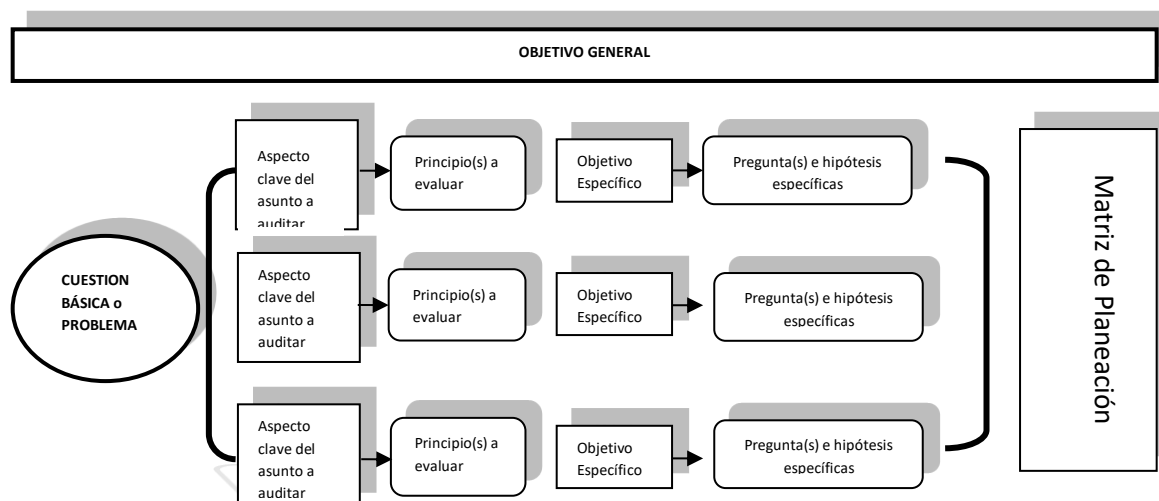 OBJETIVO GENERAL
CUESTION
BÁSICA o
PROBLEMA
Aspecto
clave del
asunto a
auditar
Principio(s) a
evaluar
Objetivo
Específico
Pregunta(s) e hipótesis
específicas
Aspecto
clave del
asunto a
auditar
Principio(s) a
evaluar
Objetivo
Específico
Pregunta(s) e hipótesis
específicas
Aspecto
clave del
asunto a
auditar
Principio(s) a
evaluar
Objetivo
Específico
Pregunta(s) e hipótesis
específicas
Matriz de Planeación